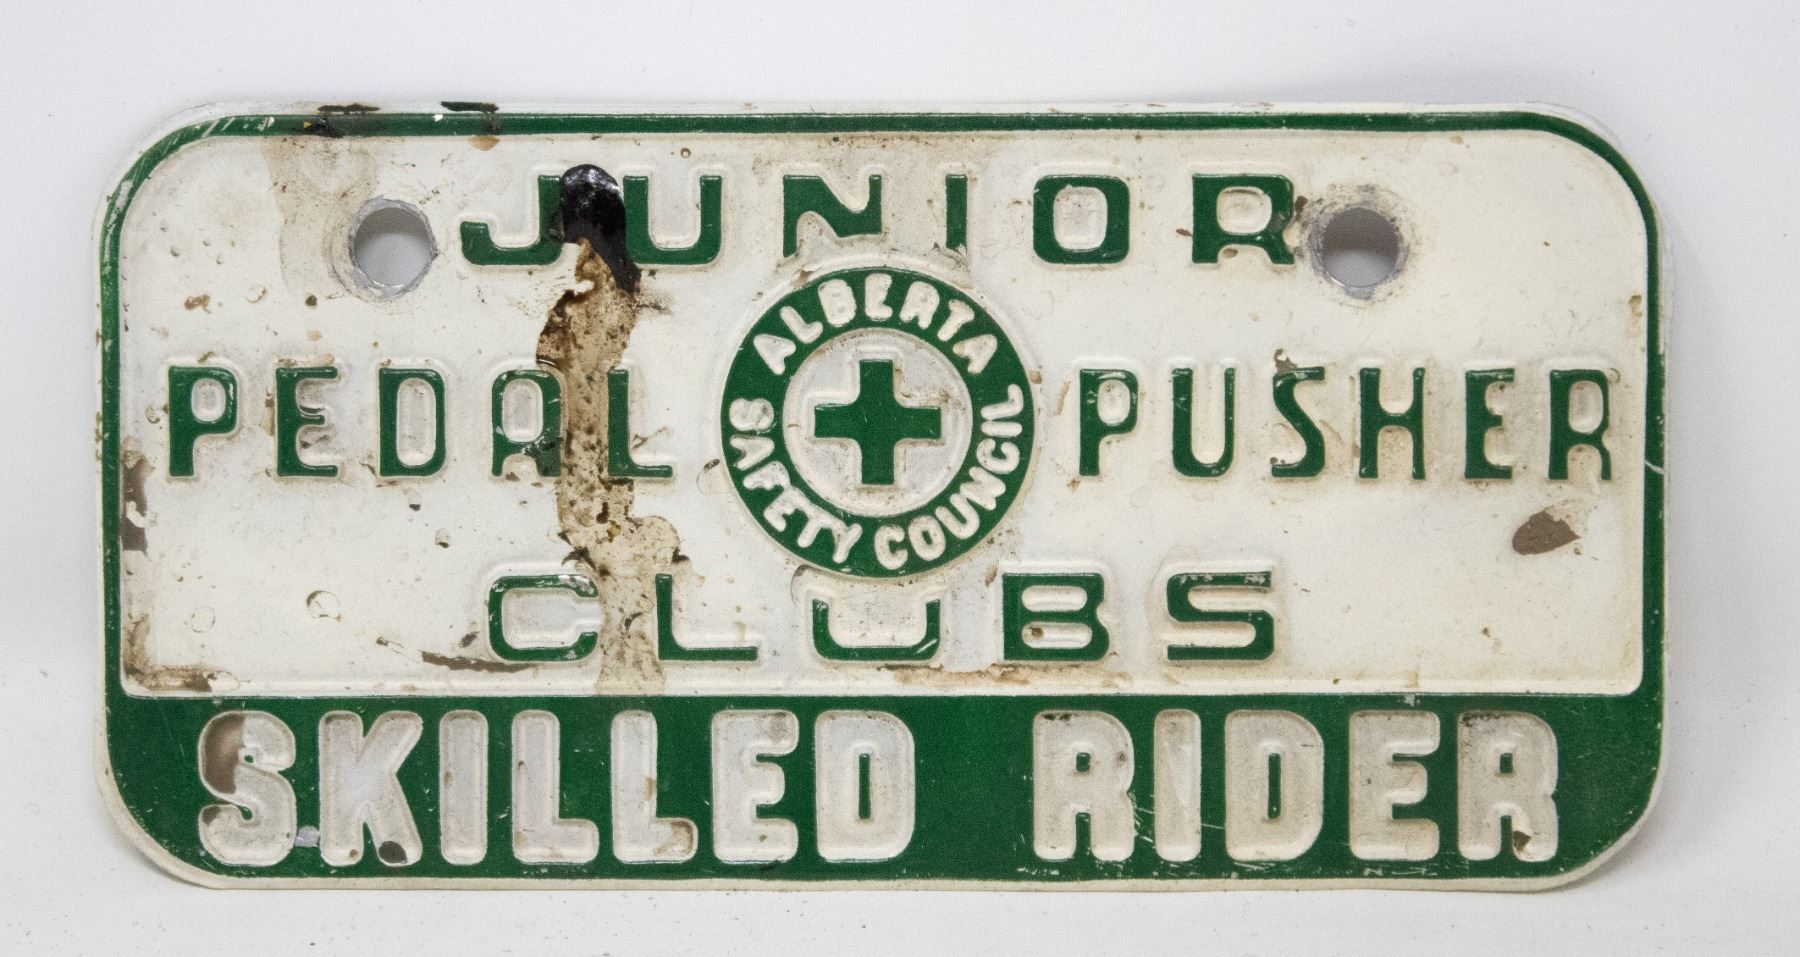 JUNIOR
PEDAL PUSHER
ALBERTA
SAFETY COUNCIL
CLUBS
SKILLED RIDER